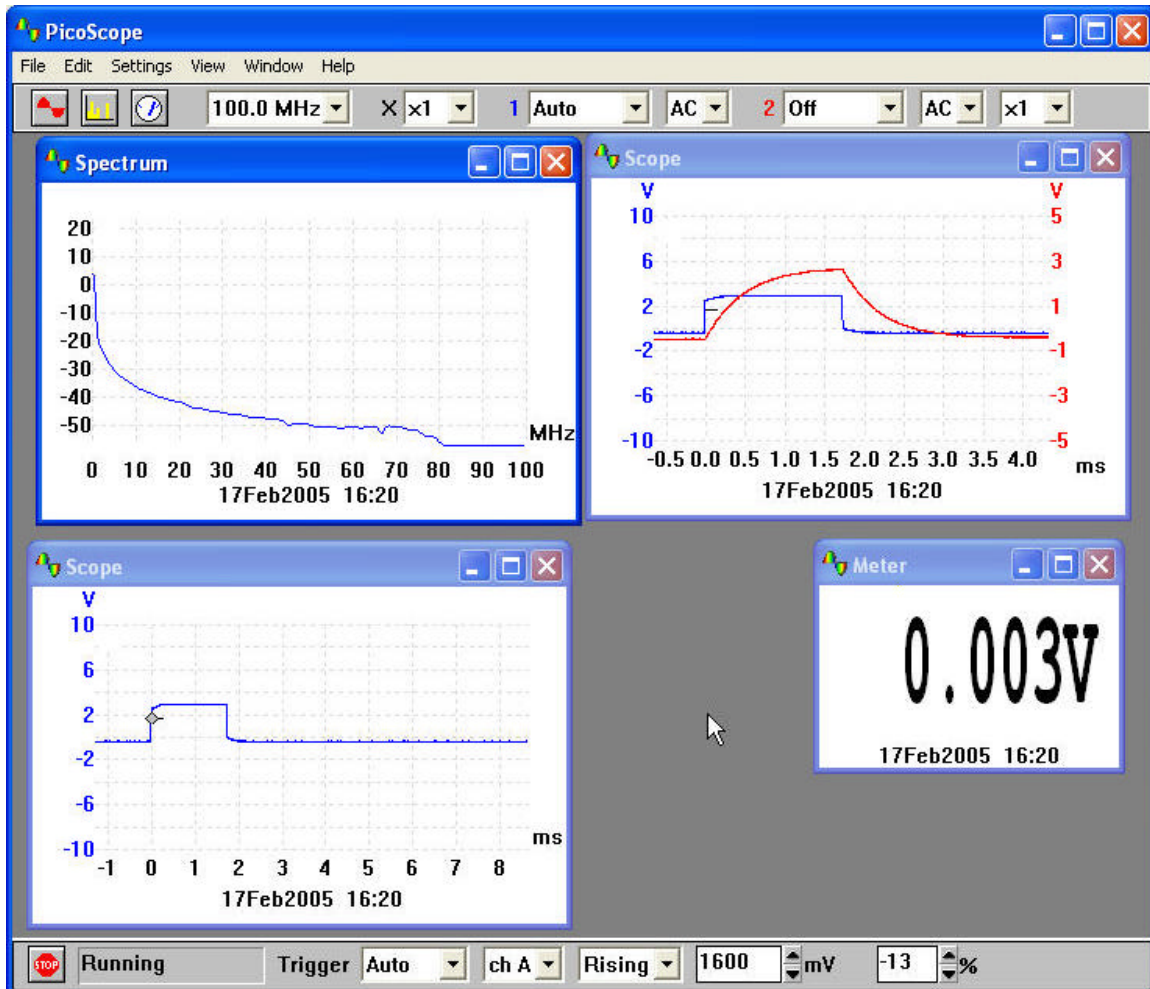 PicoScope
File Edit Settings View Window Help
100.0 MHz X x1 1 Auto AC 2 Off AC x1
Spectrum
20
10
0
-10
-20
-30
-40
-50
MHz
0 10 20 30 40 50 60 70 80 90 100
17Feb2005 16:20
Scope
V V
10 5
6 3
2 1
-2 -1
-6 -3
-10 -5
-0.5 0.0 0.5 1.0 1.5 2.0 2.5 3.0 3.5 4.0 ms
17Feb2005 16:20
Scope
V
10
6
2
-2
-6
-10
ms
-1 0 1 2 3 4 5 6 7 8
17Feb2005 16:20
Meter
0.003V
17Feb2005 16:20
STOP Running Trigger Auto ch A Rising 1600 mV -13 %